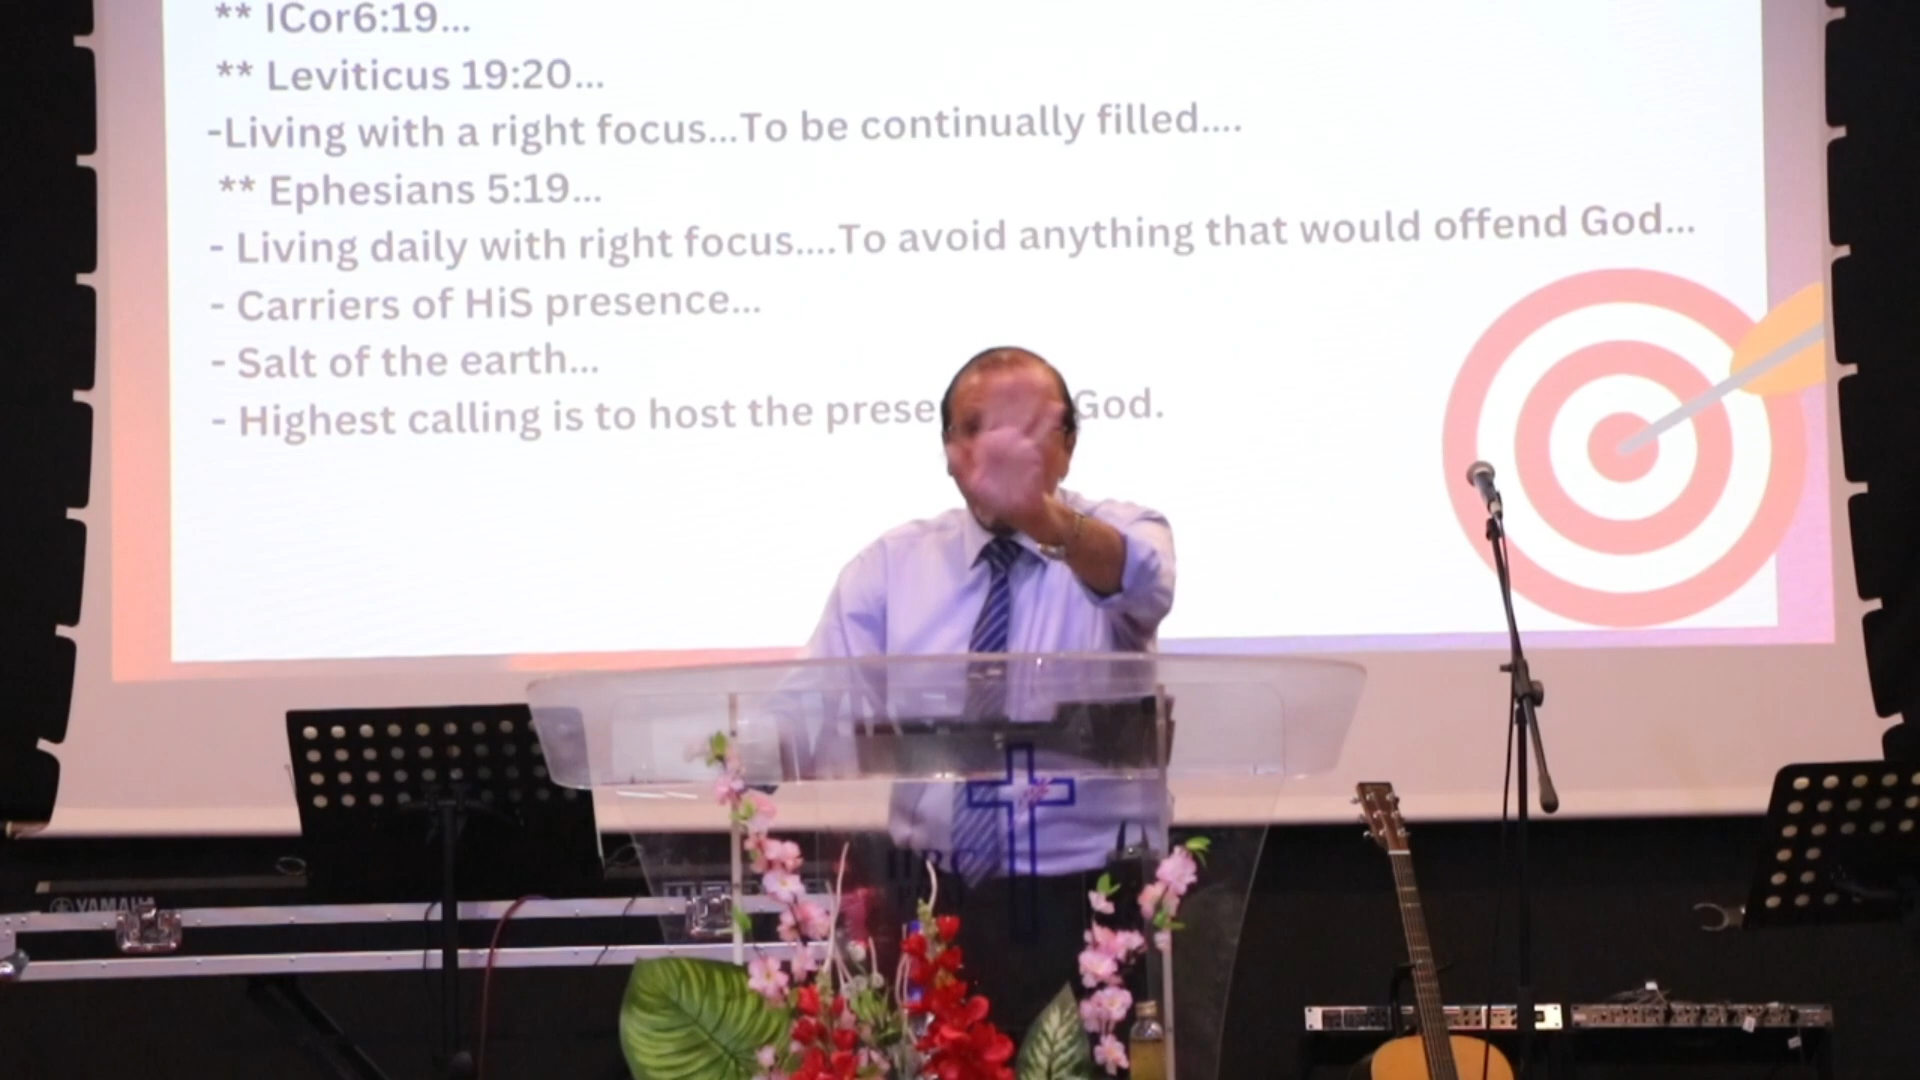 ** ICor6:19...
** Leviticus 19:20...
-Living with a right focus...To be continually filled....
** Ephesians 5:19...
- Living daily with right focus....To avoid anything that would offend God...
- Carriers of HiS presence...
- Salt of the earth...
- Highest calling is to host the prese God.
YAMAHA